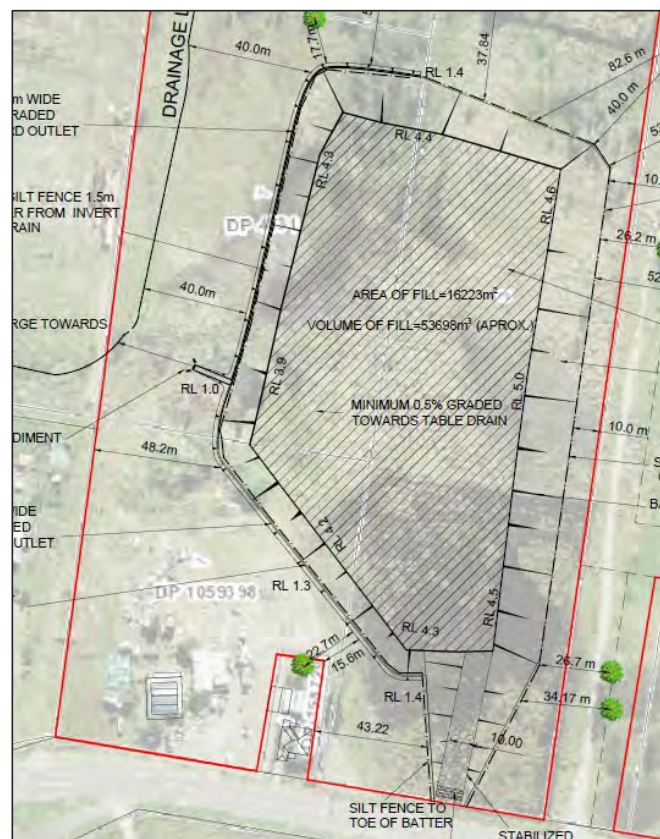 40.0m
17.7m
DRAINAGE L
RL 1.4
37.84
82.6 m
40.0 m
m WIDE
GRADED
RD OUTLET
RL 4.4
RL 4.3
RL 4.6
10.
SILT FENCE 1.5m
ER FROM INVERT
RAIN
26.2 m
AREA OF FILL=16223m²
VOLUME OF FILL=53698m³ (APROX.)
40.0m
RGE TOWARDS
RL 1.0
RL 3.9
RL 5.0
MINIMUM 0.5% GRADED
TOWARDS TABLE DRAIN
10.0 m
DIMENT
48.2m
WIDE
ED
UTLET
RL 4.2
RL 1.3
DP 1059398
RL 4.3
RL 4.5
22.7m
15.6m
RL 1.4
26.7 m
34.17 m
43.22
10.00
SILT FENCE TO
TOE OF BATTER
STABILIZED